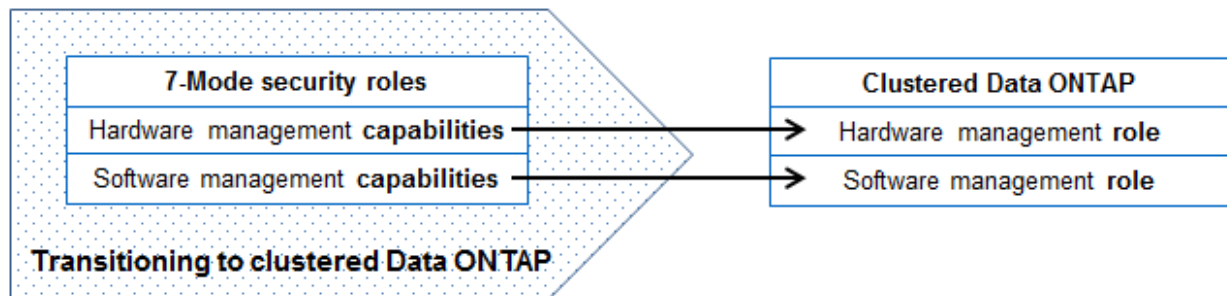 7-Mode security roles
Hardware management capabilities
Software management capabilities
Transitioning to clustered Data ONTAP
Clustered Data ONTAP
Hardware management role
Software management role